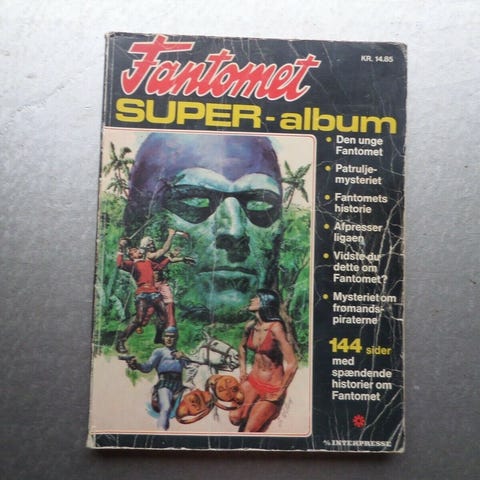 Fantomet
KR. 14.85
SUPER-album
• Den unge
Fantomet
• Patrulje-
mysteriet
• Fantomets
historie
• Afpresser
ligaen
• Vidste du
dette om
Fantomet?
• Mysteriet om
frømands-
piraterne
144 sider
med
spændende
historier om
Fantomet
INTERPRESSE